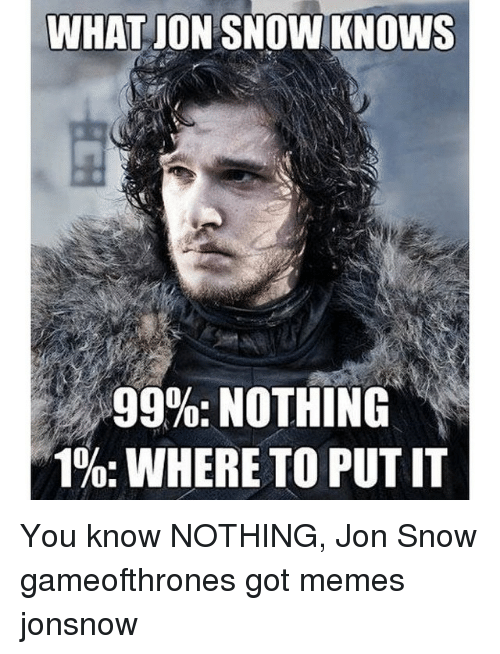 WHAT JON SNOW KNOWS
99%: NOTHING
1%: WHERE TO PUT IT
You know NOTHING, Jon Snow
gameofthrones got memes
jonsnow